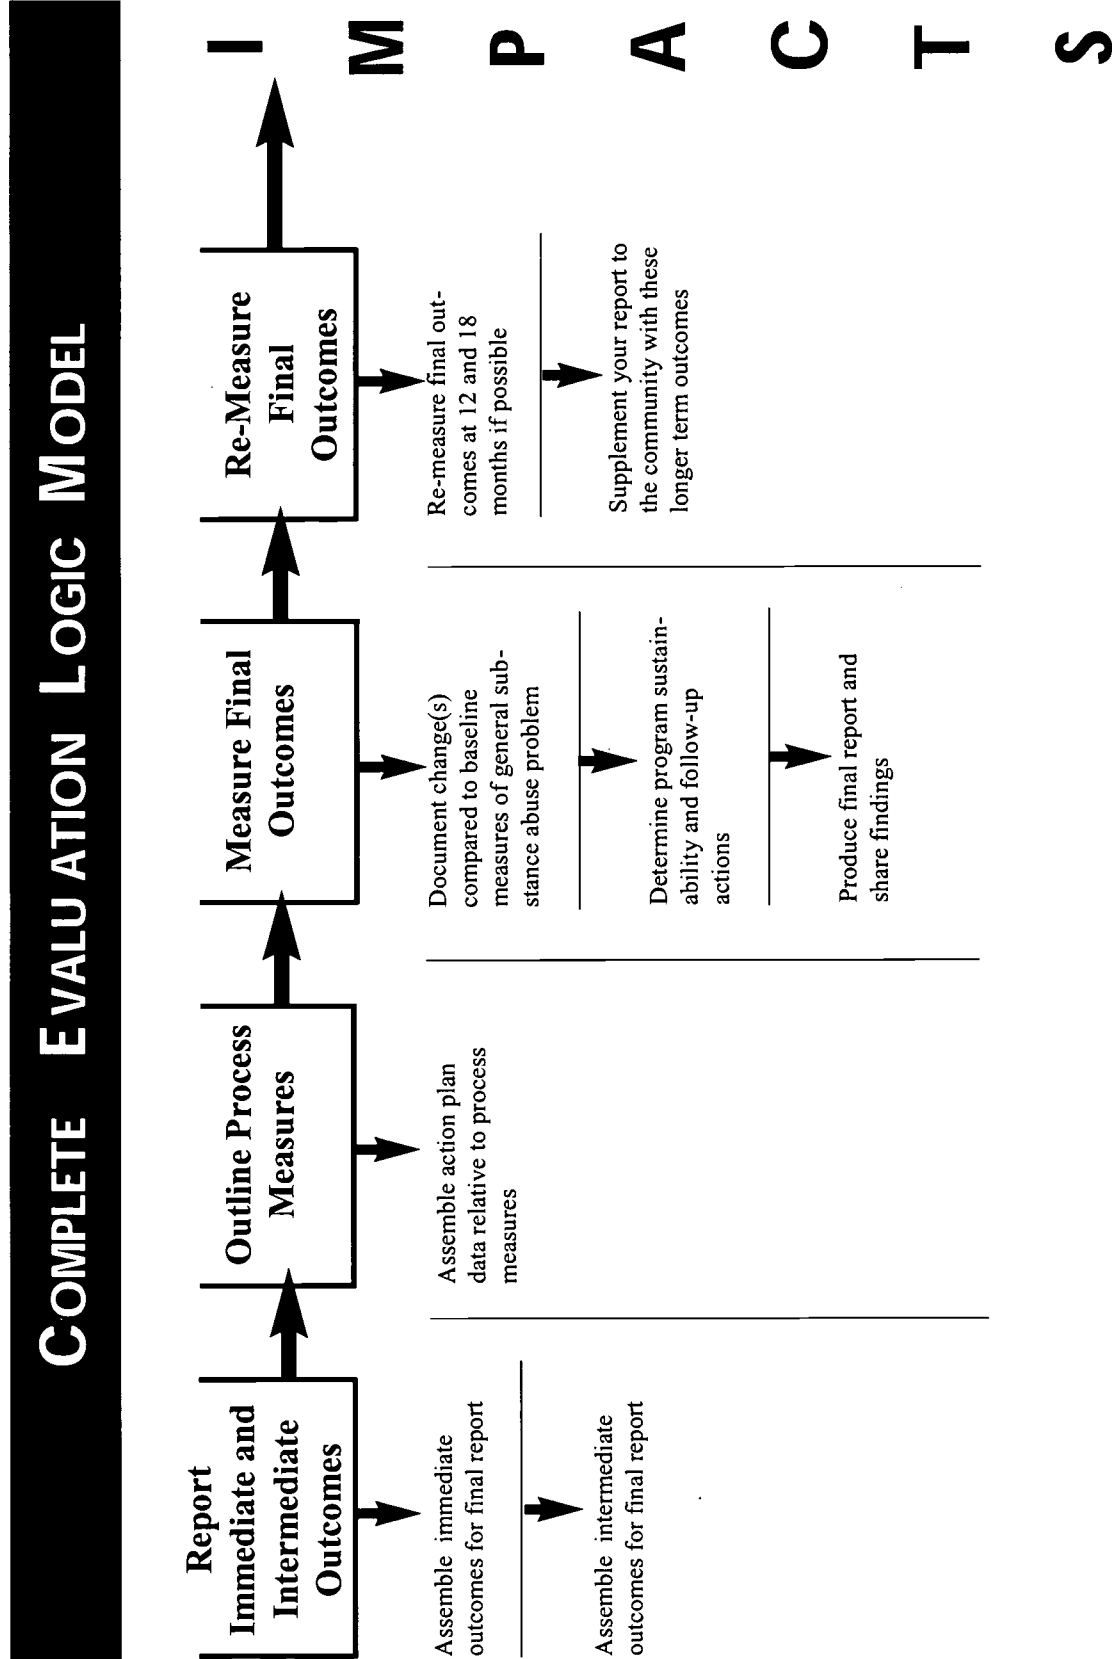 COMPLETE EVALUATION LOGIC MODEL
Report
Immediate and
Intermediate
Outcomes
Assemble immediate
outcomes for final report
Assemble intermediate
outcomes for final report
Outline Process
Measures
Assemble action plan
data relative to process
measures
Measure Final
Outcomes
Document change(s)
compared to baseline
measures of general sub-
stance abuse problem
Determine program sustain-
ability and follow-up
actions
Produce final report and
share findings
Re-Measure
Final
Outcomes
Re-measure final out-
comes at 12 and 18
months if possible
Supplement your report to
the community with these
longer term outcomes
I
M
P
A
C
T
S